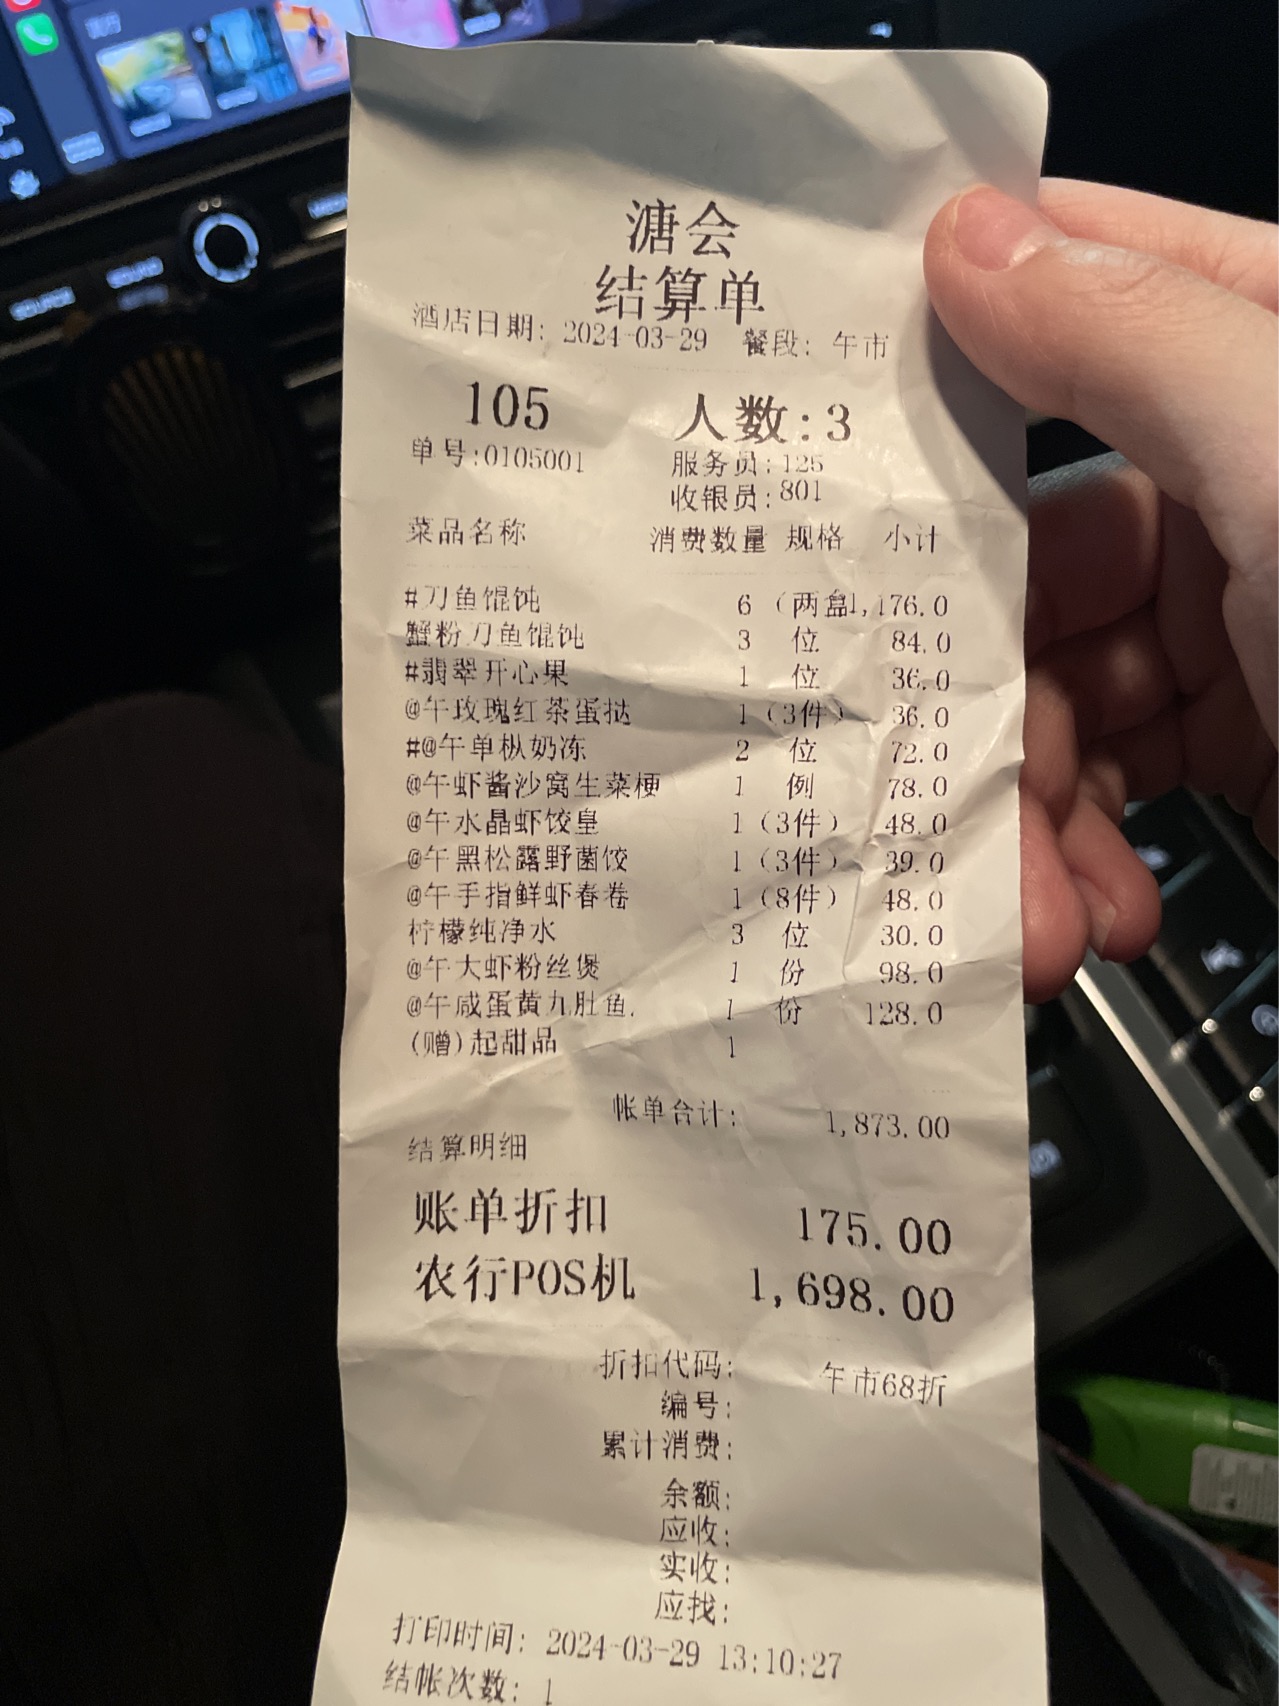 溏会
结算单
酒店日期: 2024-03-29 餐段: 午市
105 人数:3
单号:0105001 服务员:125
收银员:801
菜品名称 消费数量 规格 小计
#刀鱼馄饨 6 (两盒1,176.0
蟹粉刀鱼馄饨 3 位 84.0
#翡翠开心果 1 位 36.0
@午玫瑰红茶蛋挞 1 (3件) 36.0
#@午单枞奶冻 2 位 72.0
@午虾酱沙窝生菜梗 1 例 78.0
@午水晶虾饺皇 1 (3件) 48.0
@午黑松露野菌饺 1 (3件) 39.0
@午手指鲜虾春卷 1 (8件) 48.0
柠檬纯净水 3 位 30.0
@午大虾粉丝煲 1 份 98.0
@午咸蛋黄九肚鱼. 1 份 128.0
(赠)起甜品 1
帐单合计: 1,873.00
结算明细
账单折扣 175.00
农行POS机 1,698.00
折扣代码: 午市68折
编号:
累计消费:
余额:
应收:
实收:
应找:
打印时间: 2024-03-29 13:10:27
结帐次数: 1